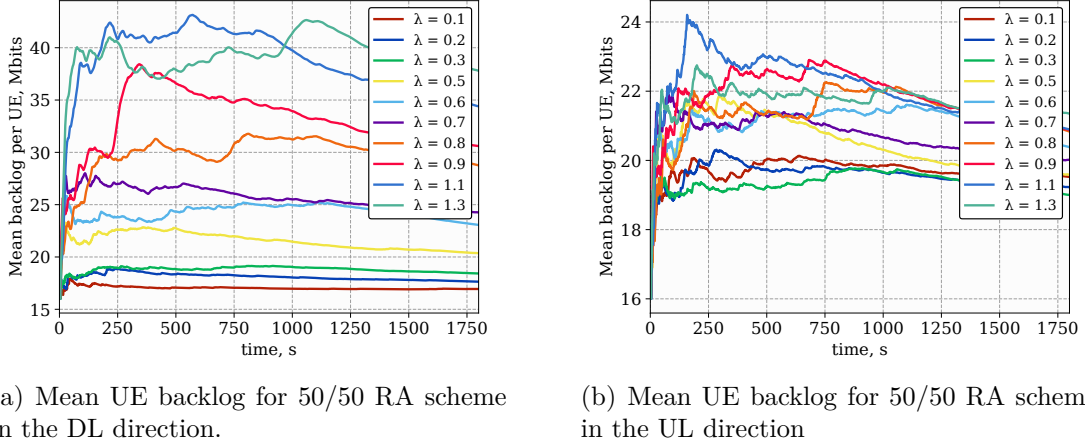 Mean backlog per UE, Mbits
40
35
30
25
20
15
0 250 500 750 1000 1250 1500 1750
time, s
λ = 0.1
λ = 0.2
λ = 0.3
λ = 0.5
λ = 0.6
λ = 0.7
λ = 0.8
λ = 0.9
λ = 1.1
λ = 1.3
a) Mean UE backlog for 50/50 RA scheme
n the DL direction.
Mean backlog per UE, Mbits
24
22
20
18
16
0 250 500 750 1000 1250 1500 1750
time, s
λ = 0.1
λ = 0.2
λ = 0.3
λ = 0.5
λ = 0.6
λ = 0.7
λ = 0.8
λ = 0.9
λ = 1.1
λ = 1.3
(b) Mean UE backlog for 50/50 RA schem
in the UL direction